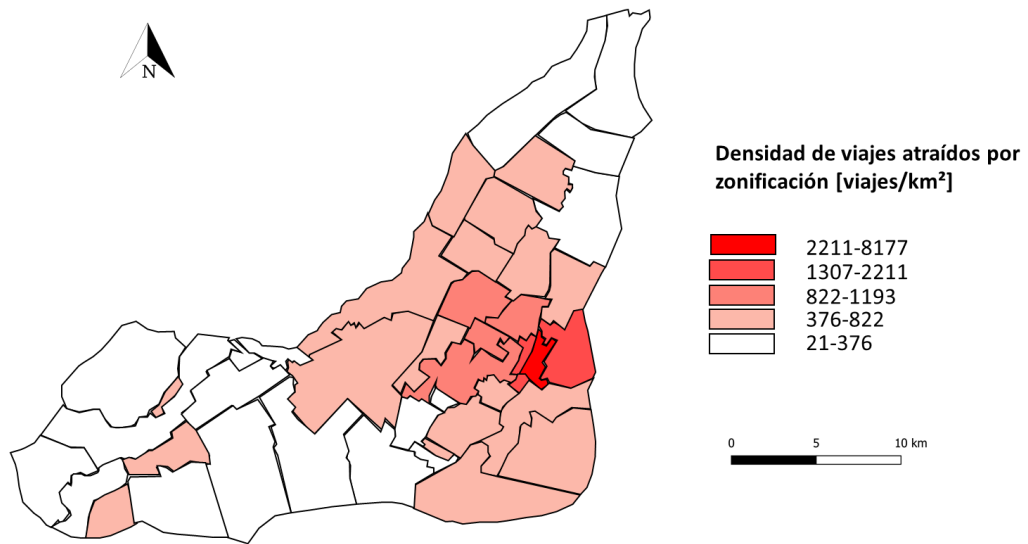 N
Densidad de viajes atraídos por
zonificación [viajes/km²]
2211-8177
1307-2211
822-1193
376-822
21-376
0 5 10 km